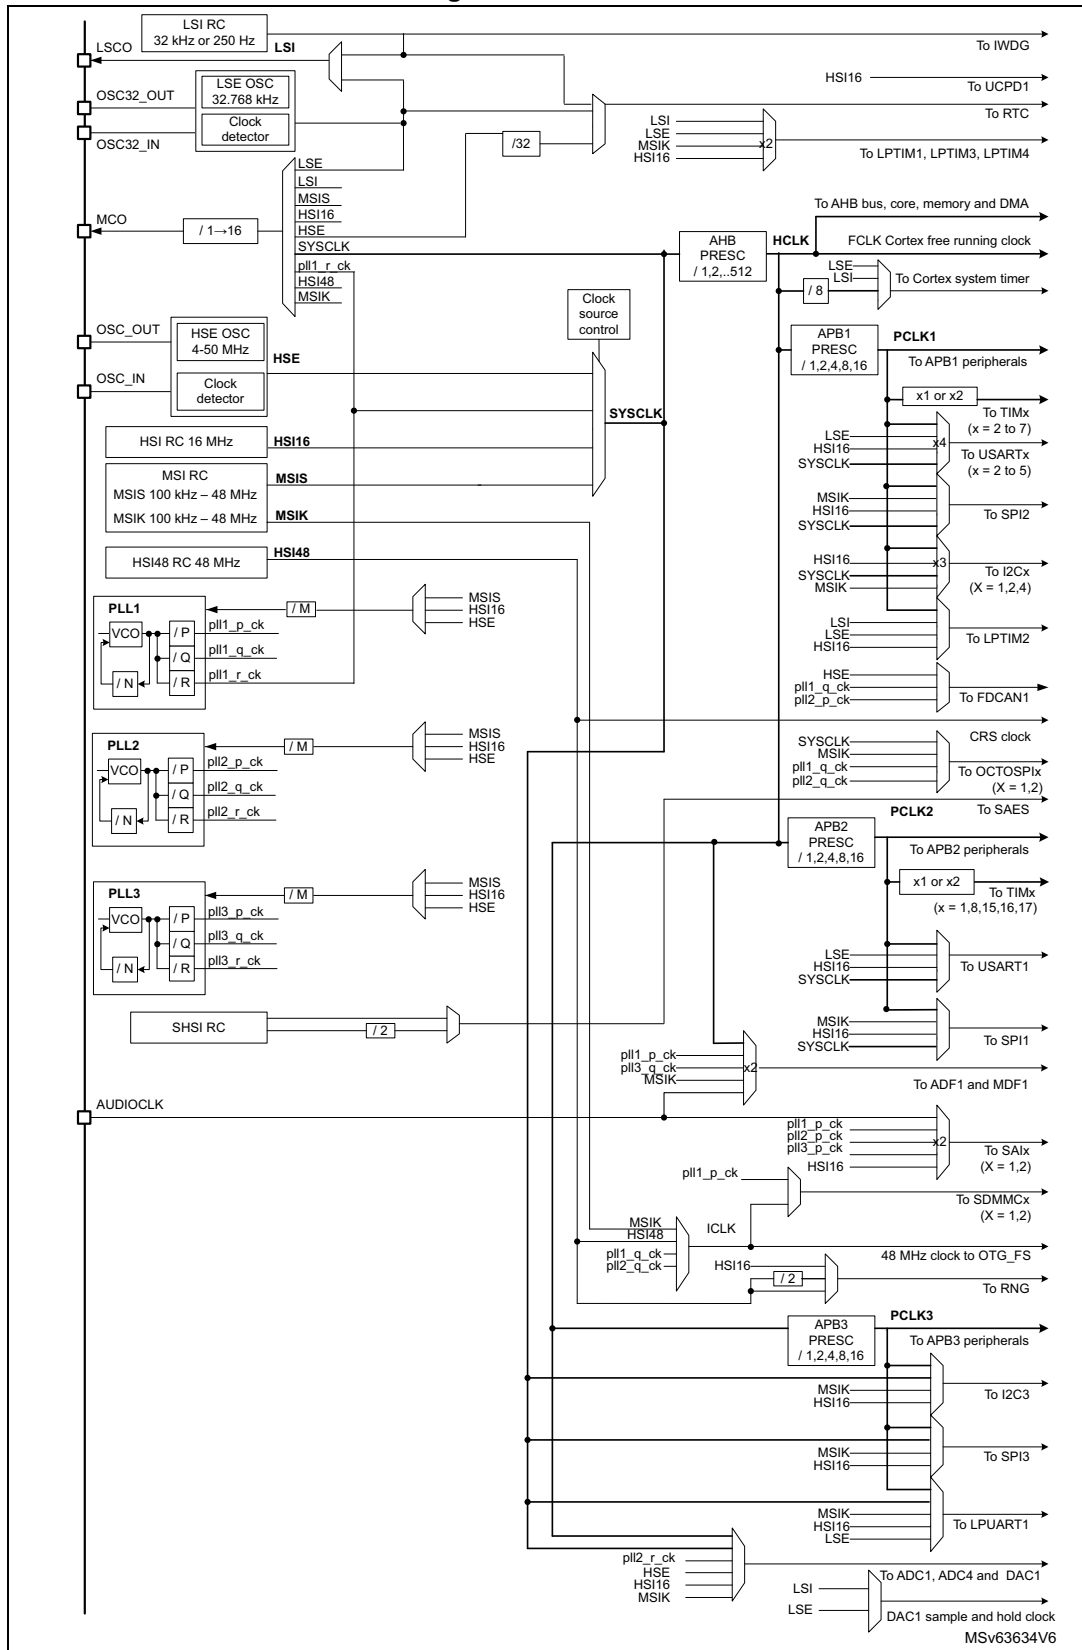 LSI RC
32 kHz or 250 Hz
LSCO
LSI
To IWDG
HSI16
To UCPD1
OSC32_OUT
LSE OSC
32.768 kHz
Clock
detector
OSC32_IN
To RTC
/32
LSI
LSE
MSIK
HSI16
x2
To LPTIM1, LPTIM3, LPTIM4
MCO
/ 1→16
LSE
LSI
MSIS
HSI16
HSE
SYSCLK
pll1_r_ck
HSI48
MSIK
AHB
PRESC
/ 1,2,..512
HCLK
To AHB bus, core, memory and DMA
FCLK Cortex free running clock
LSE
LSI
/ 8
To Cortex system timer
Clock
source
control
OSC_OUT
HSE OSC
4-50 MHz
HSE
OSC_IN
Clock
detector
SYSCLK
APB1
PRESC
/ 1,2,4,8,16
PCLK1
To APB1 peripherals
x1 or x2
To TIMx
(x = 2 to 7)
HSI RC 16 MHz
HSI16
LSE
HSI16
SYSCLK
x4
To USARTx
(x = 2 to 5)
MSI RC
MSIS 100 kHz – 48 MHz
MSIK 100 kHz – 48 MHz
MSIS
MSIK
MSIK
HSI16
SYSCLK
To SPI2
HSI48 RC 48 MHz
HSI48
HSI16
SYSCLK
MSIK
x3
To I2Cx
(X = 1,2,4)
PLL1
VCO
/ N
/ P
/ Q
/ R
pll1_p_ck
pll1_q_ck
pll1_r_ck
/ M
MSIS
HSI16
HSE
LSI
LSE
HSI16
To LPTIM2
HSE
pll1_q_ck
pll2_p_ck
To FDCAN1
CRS clock
PLL2
VCO
/ N
/ P
/ Q
/ R
pll2_p_ck
pll2_q_ck
pll2_r_ck
/ M
MSIS
HSI16
HSE
SYSCLK
MSIK
pll1_q_ck
pll2_q_ck
To OCTOSPIx
(X = 1,2)
To SAES
APB2
PRESC
/ 1,2,4,8,16
PCLK2
To APB2 peripherals
x1 or x2
To TIMx
(x = 1,8,15,16,17)
PLL3
VCO
/ N
/ P
/ Q
/ R
pll3_p_ck
pll3_q_ck
pll3_r_ck
/ M
MSIS
HSI16
HSE
LSE
HSI16
SYSCLK
To USART1
SHSI RC
/ 2
MSIK
HSI16
SYSCLK
To SPI1
pll1_p_ck
pll3_q_ck
MSIK
x2
To ADF1 and MDF1
AUDIOCLK
pll1_p_ck
pll2_p_ck
pll3_p_ck
HSI16
x2
To SAIx
(X = 1,2)
pll1_p_ck
To SDMMCx
(X = 1,2)
MSIK
HSI48
pll1_q_ck
pll2_q_ck
ICLK
48 MHz clock to OTG_FS
HSI16
/ 2
To RNG
APB3
PRESC
/ 1,2,4,8,16
PCLK3
To APB3 peripherals
MSIK
HSI16
To I2C3
MSIK
HSI16
To SPI3
MSIK
HSI16
LSE
To LPUART1
pll2_r_ck
HSE
HSI16
MSIK
To ADC1, ADC4 and DAC1
LSI
LSE
DAC1 sample and hold clock
MSv63634V6